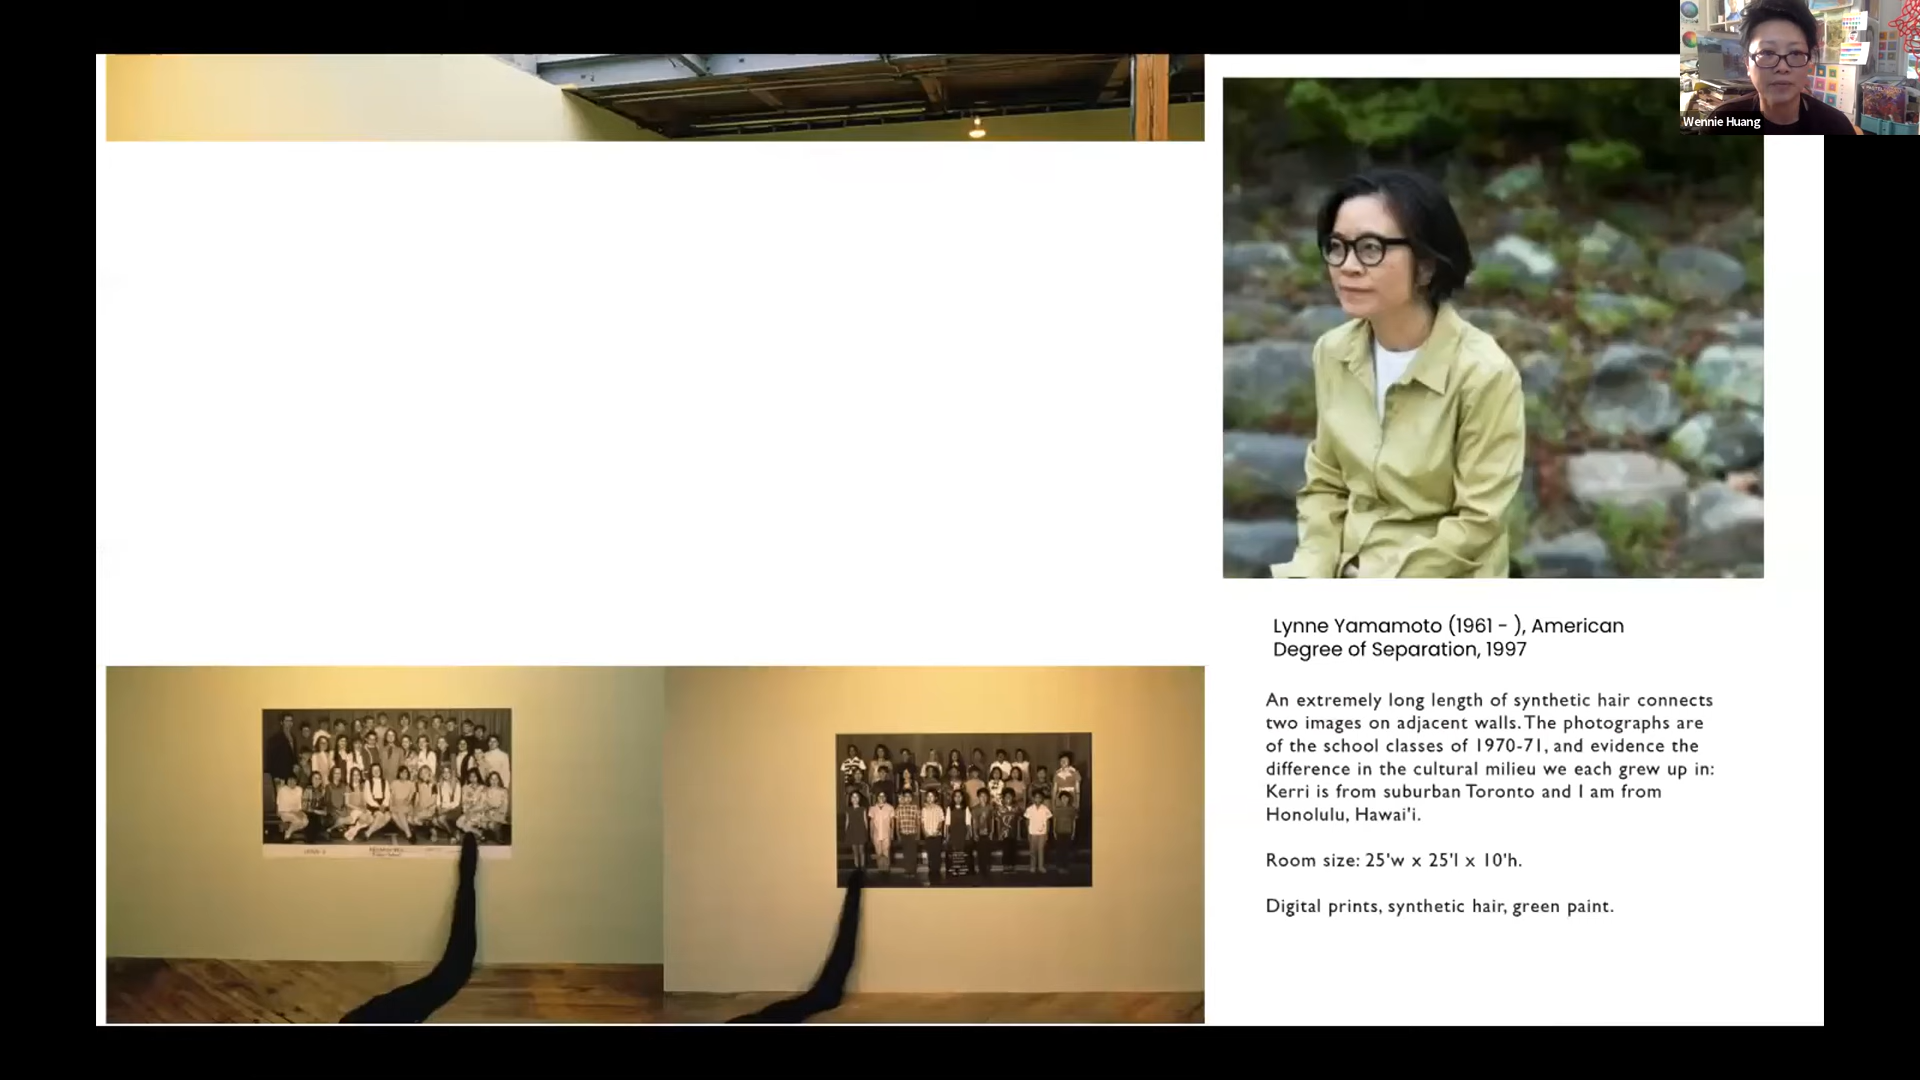 Wennie Huang
Lynne Yamamoto (1961 - ), American
Degree of Separation, 1997
An extremely long length of synthetic hair connects
two images on adjacent walls. The photographs are
of the school classes of 1970-71, and evidence the
difference in the cultural milieu we each grew up in:
Kerri is from suburban Toronto and I am from
Honolulu, Hawai'i.
Room size: 25'w x 25'l x 10'h.
Digital prints, synthetic hair, green paint.